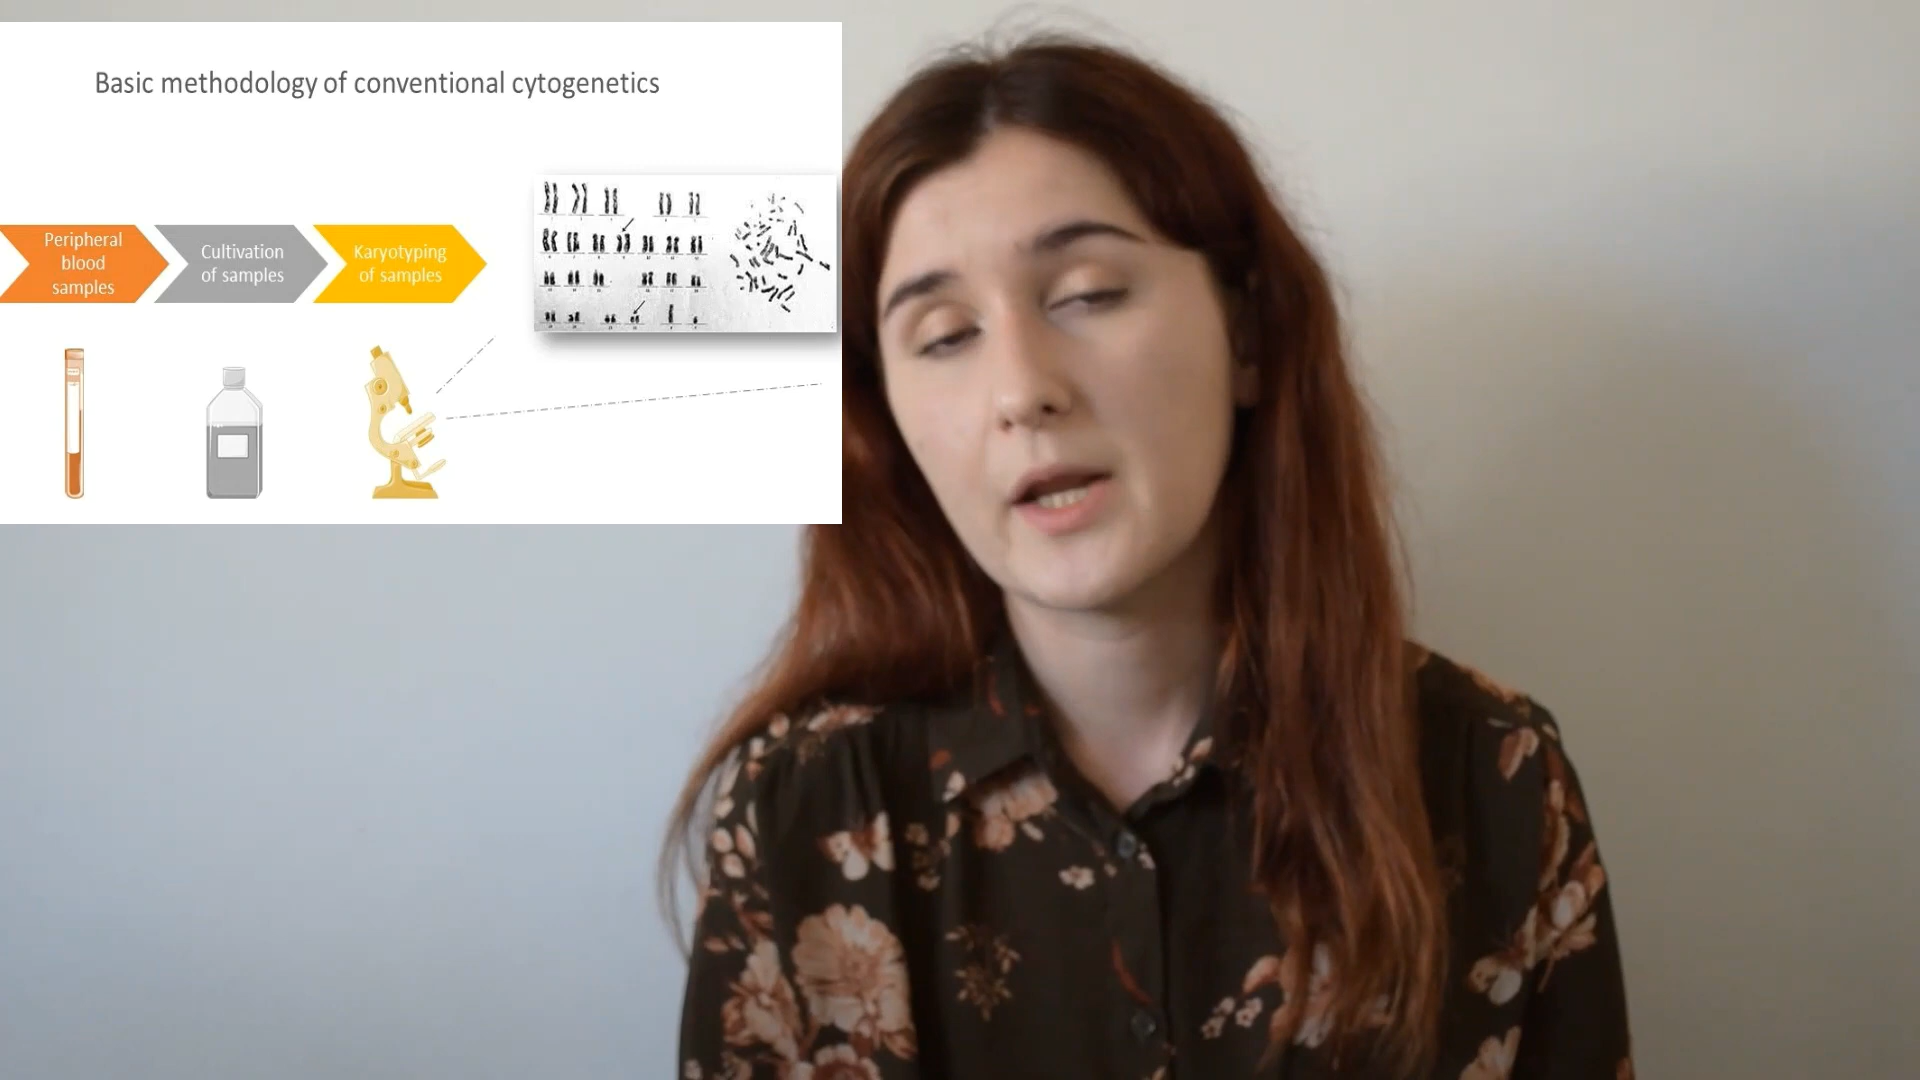 Basic methodology of conventional cytogenetics
Peripheral
blood
samples
Cultivation
of samples
Karyotyping
of samples